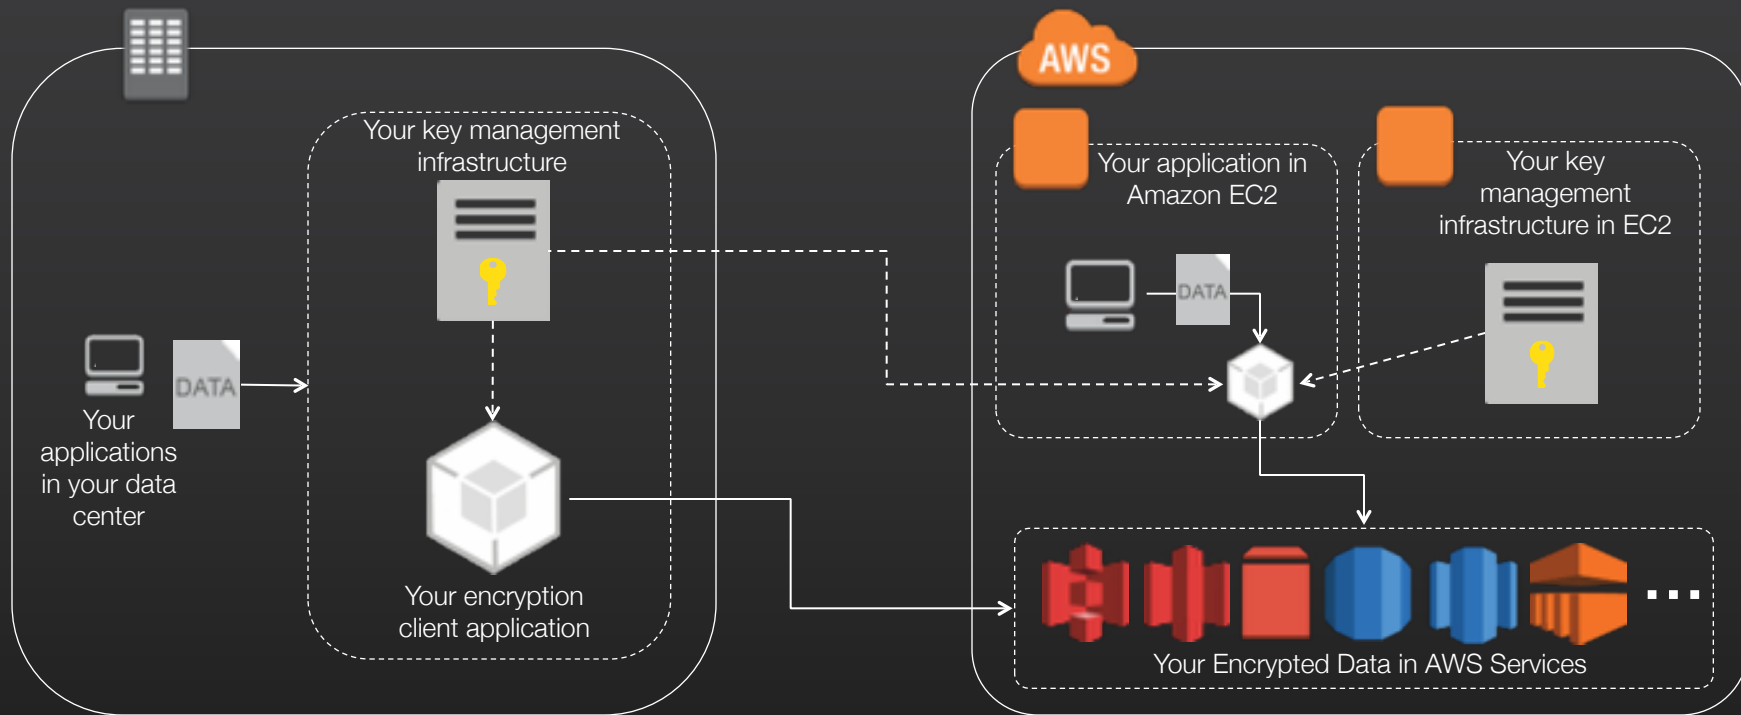 Your key management
infrastructure
DATA
Your
applications
in your data
center
Your encryption
client application
AWS
Your application in
Amazon EC2
DATA
Your key
management
infrastructure in EC2
Your Encrypted Data in AWS Services